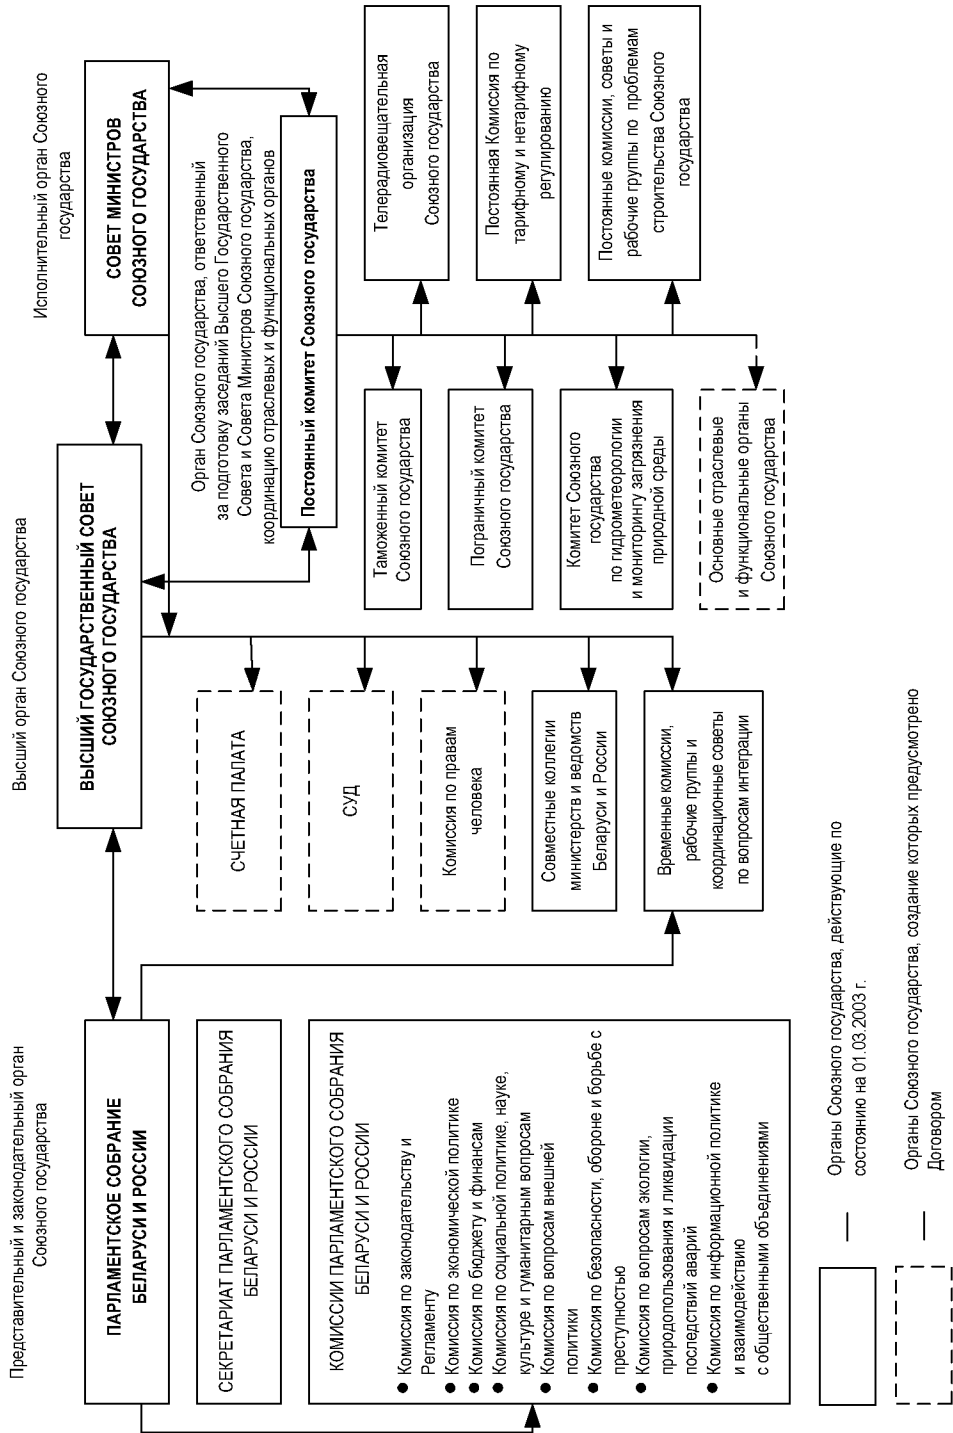 Представительный и законодательный орган
Союзного государства
ПАРЛАМЕНТСКОЕ СОБРАНИЕ
БЕЛАРУСИ И РОССИИ
СЕКРЕТАРИАТ ПАРЛАМЕНТСКОГО СОБРАНИЯ
БЕЛАРУСИ И РОССИИ
КОМИССИИ ПАРЛАМЕНТСКОГО СОБРАНИЯ
БЕЛАРУСИ И РОССИИ
● Комиссия по законодательству и
Регламенту
● Комиссия по экономической политике
● Комиссия по бюджету и финансам
● Комиссия по социальной политике, науке,
культуре и гуманитарным вопросам
● Комиссия по вопросам внешней
политики
● Комиссия по безопасности, обороне и борьбе с
преступностью
● Комиссия по вопросам экологии,
природопользования и ликвидации
последствий аварий
● Комиссия по информационной политике
и взаимодействию
с общественными объединениями
Высший орган Союзного государства
ВЫСШИЙ ГОСУДАРСТВЕННЫЙ СОВЕТ
СОЮЗНОГО ГОСУДАРСТВА
СЧЕТНАЯ ПАЛАТА
СУД
Комиссия по правам
человека
Совместные коллегии
министерств и ведомств
Беларуси и России
Временные комиссии,
рабочие группы и
координационные советы
по вопросам интеграции
Исполнительный орган Союзного
государства
СОВЕТ МИНИСТРОВ
СОЮЗНОГО ГОСУДАРСТВА
Орган Союзного государства, ответственный
за подготовку заседаний Высшего Государственного
Совета и Совета Министров Союзного государства,
координацию отраслевых и функциональных органов
Постоянный комитет Союзного государства
Таможенный комитет
Союзного государства
Пограничный комитет
Союзного государства
Комитет Союзного
государства
по гидрометеорологии
и мониторингу загрязнения
природной среды
Основные отраслевые
и функциональные органы
Союзного государства
Телерадиовещательная
организация
Союзного государства
Постоянная Комиссия по
тарифному и нетарифному
регулированию
Постоянные комиссии, советы и
рабочие группы по проблемам
строительства Союзного
государства
— Органы Союзного государства, действующие по
состоянию на 01.03.2003 г.
— Органы Союзного государства, создание которых предусмотрено
Договором